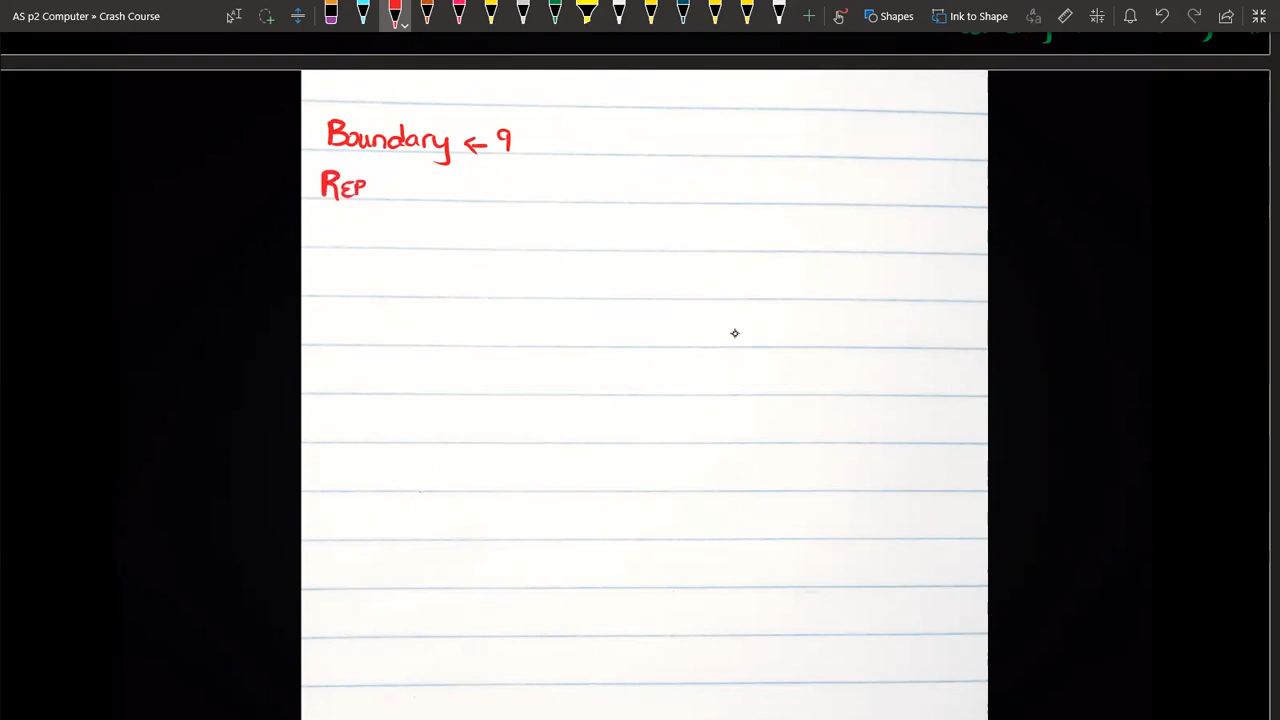 AS p2 Computer » Crash Course
Shapes
Ink to Shape
Boundary ← 9
REP